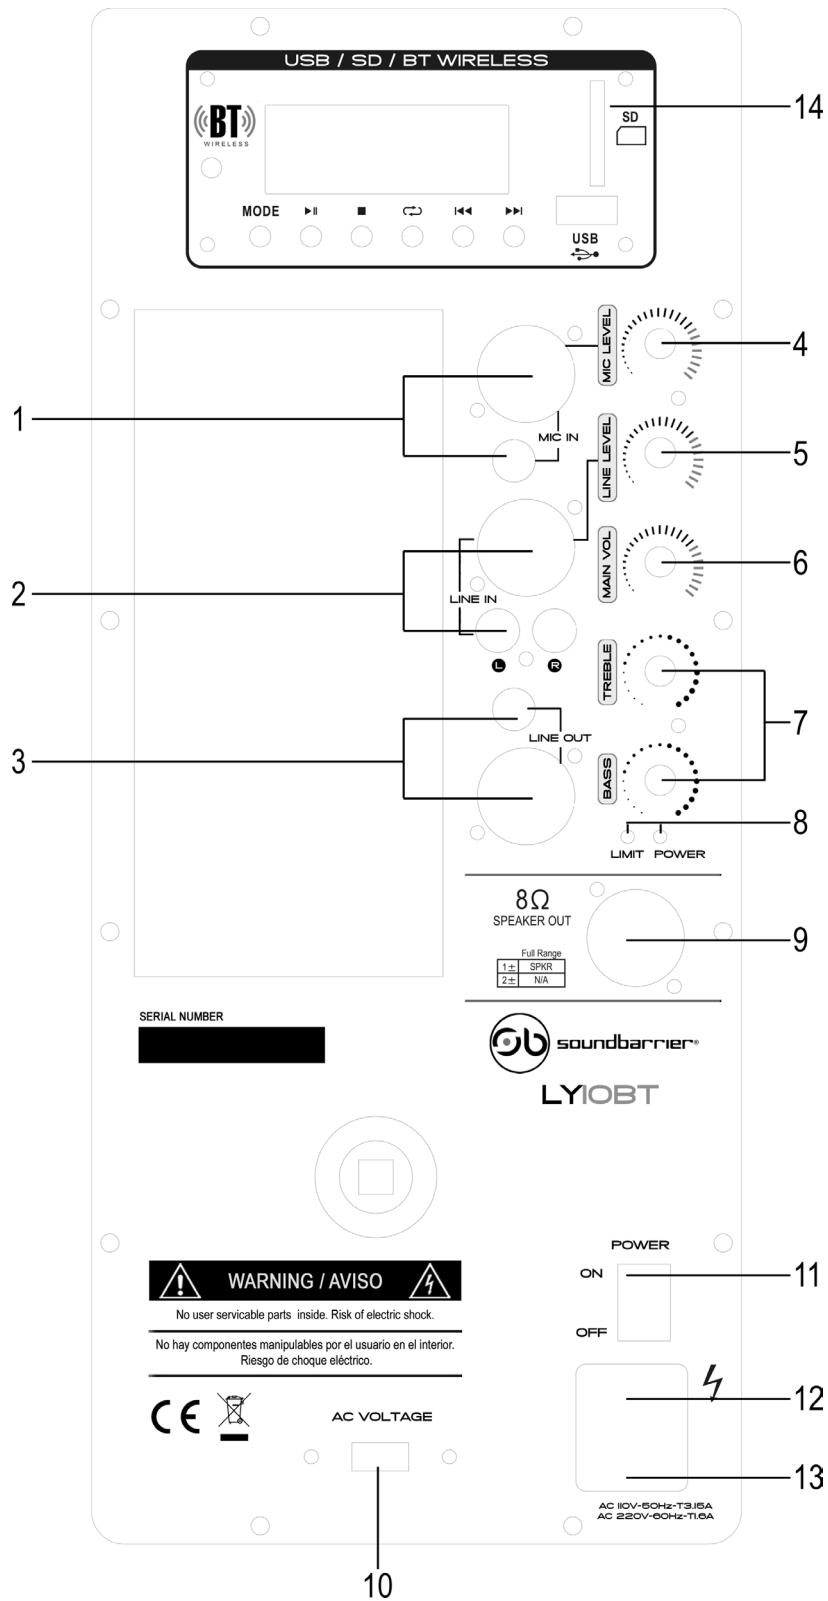 USB / SD / BT WIRELESS
14
BT
WIRELESS
SD
MODE
USB
MIC LEVEL
4
1
MIC IN
LINE LEVEL
5
MAIN VOL
6
2
LINE IN
L
R
TREBLE
7
3
LINE OUT
BASS
8
LIMIT POWER
8Ω
SPEAKER OUT
9
Full Range
1± SPKR
2± N/A
SERIAL NUMBER
soundbarrier®
LY10BT
POWER
ON
11
WARNING / AVISO
No user servicable parts inside. Risk of electric shock.
OFF
No hay componentes manipulables por el usuario en el interior.
Riesgo de choque eléctrico.
12
CE
AC VOLTAGE
13
AC 110V-50Hz-T3.15A
AC 220V-60Hz-T1.6A
10